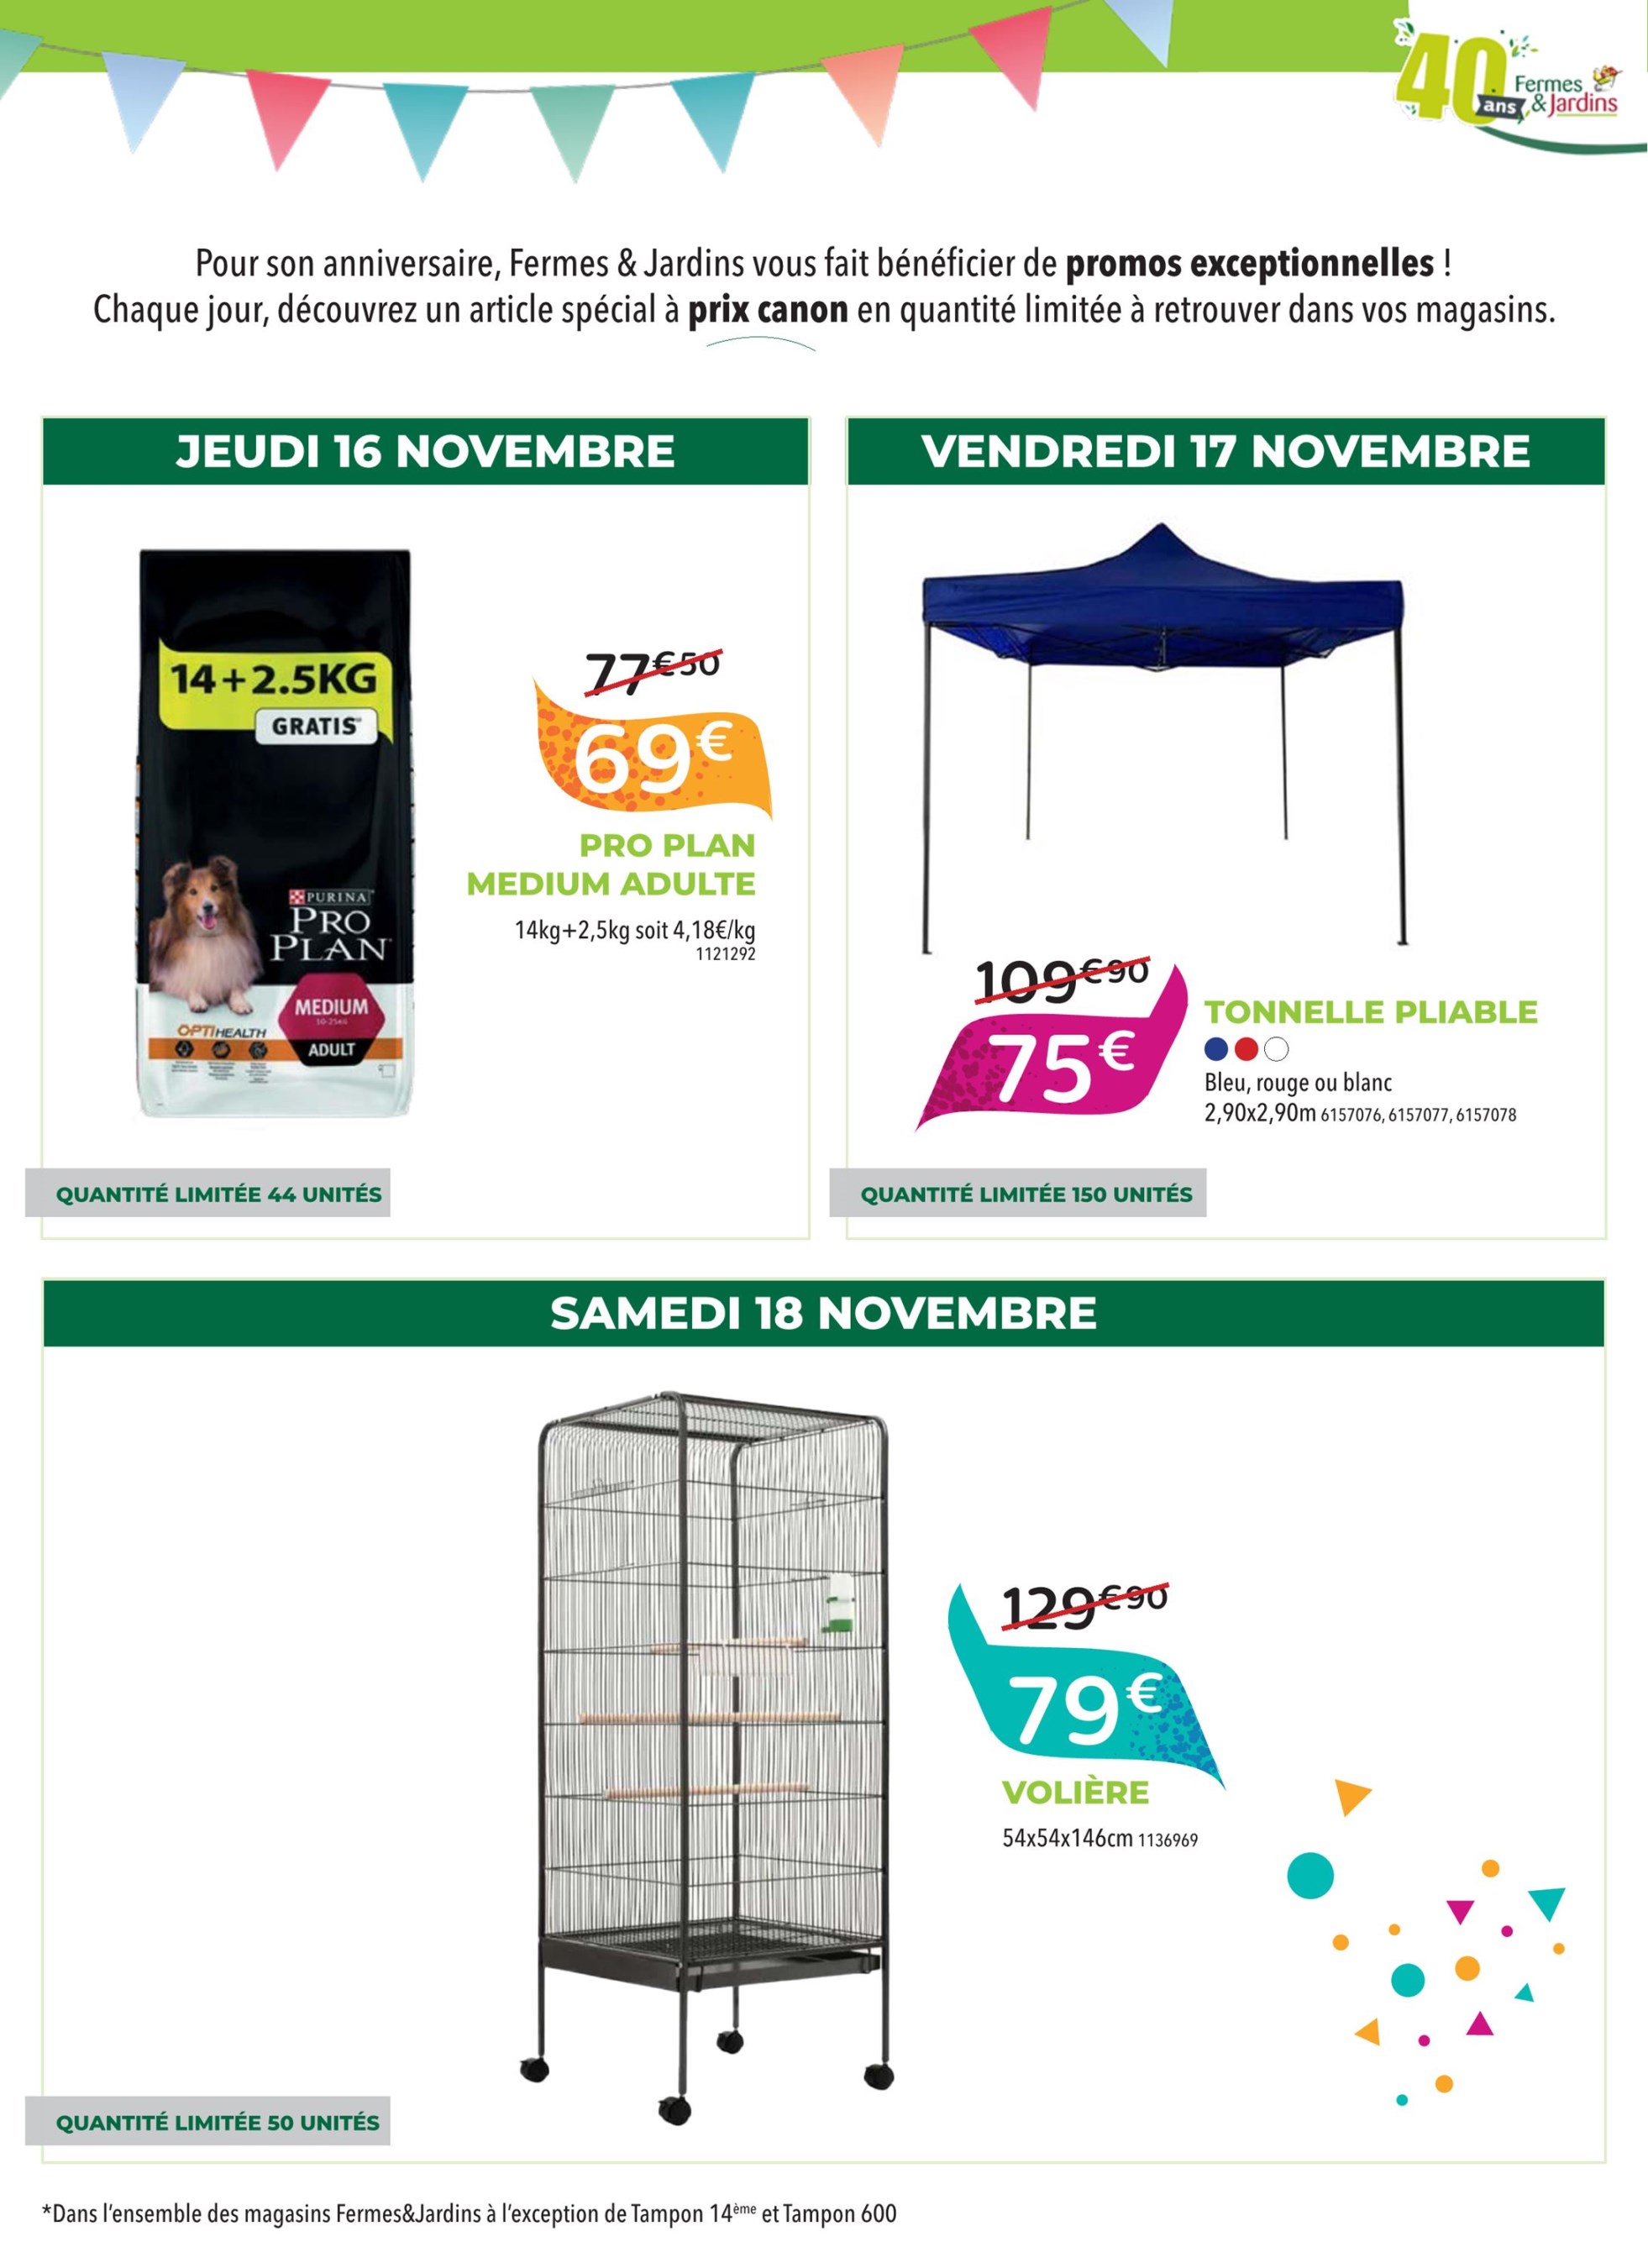 40 ans Fermes & Jardins
Pour son anniversaire, Fermes & Jardins vous fait bénéficier de promos exceptionnelles !
Chaque jour, découvrez un article spécial à prix canon en quantité limitée à retrouver dans vos magasins.
JEUDI 16 NOVEMBRE
14+2.5KG
GRATIS
PURINA
PRO
PLAN
MEDIUM
10-25KG
OPTIHEALTH
ADULT
77€50
69€
PRO PLAN
MEDIUM ADULTE
14kg+2,5kg soit 4,18€/kg
1121292
QUANTITÉ LIMITÉE 44 UNITÉS
VENDREDI 17 NOVEMBRE
109€90
75€
TONNELLE PLIABLE
Bleu, rouge ou blanc
2,90x2,90m 6157076, 6157077, 6157078
QUANTITÉ LIMITÉE 150 UNITÉS
SAMEDI 18 NOVEMBRE
129€90
79€
VOLIÈRE
54x54x146cm 1136969
QUANTITÉ LIMITÉE 50 UNITÉS
*Dans l'ensemble des magasins Fermes&Jardins à l'exception de Tampon 14ème et Tampon 600